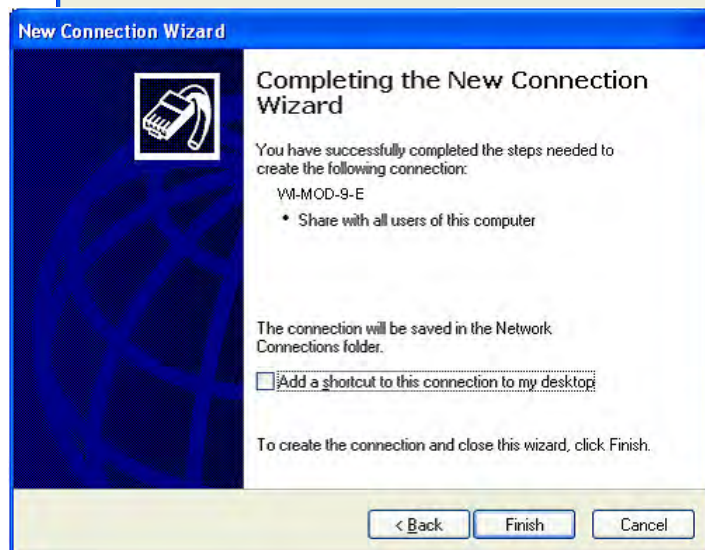 New Connection Wizard
Completing the New Connection
Wizard
You have successfully completed the steps needed to
create the following connection:
WI-MOD-9-E
• Share with all users of this computer
The connection will be saved in the Network
Connections folder.
Add a shortcut to this connection to my desktop
To create the connection and close this wizard, click Finish.
< Back
Finish
Cancel